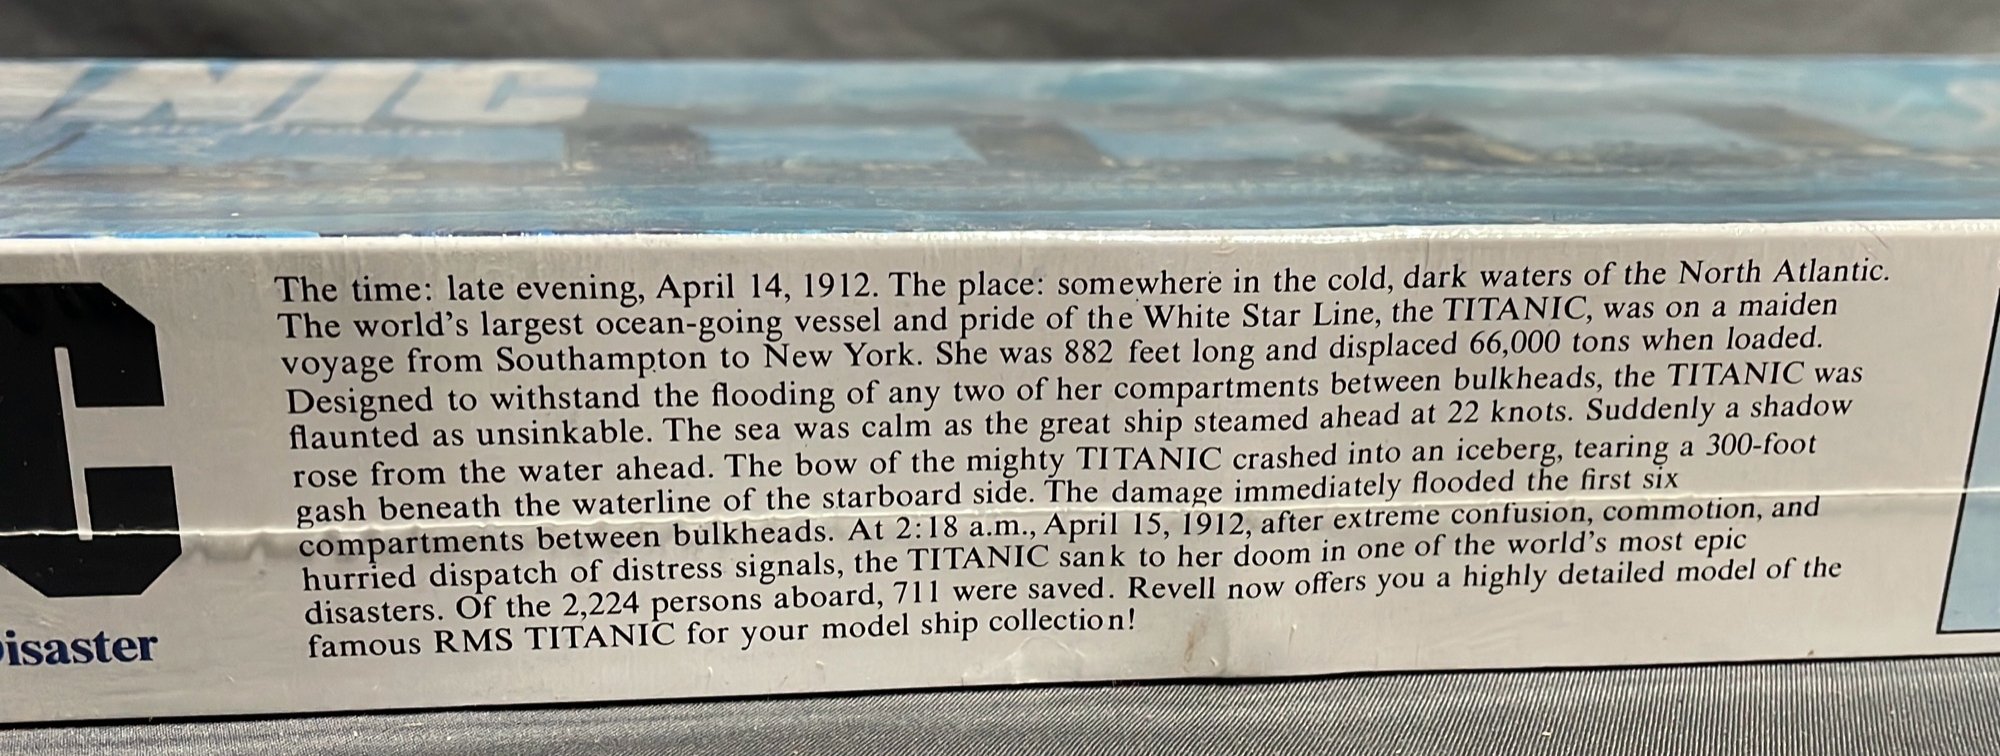 NIC
C
isaster
The time: late evening, April 14, 1912. The place: somewhere in the cold, dark waters of the North Atlantic.
The world's largest ocean-going vessel and pride of the White Star Line, the TITANIC, was on a maiden
voyage from Southampton to New York. She was 882 feet long and displaced 66,000 tons when loaded.
Designed to withstand the flooding of any two of her compartments between bulkheads, the TITANIC was
flaunted as unsinkable. The sea was calm as the great ship steamed ahead at 22 knots. Suddenly a shadow
rose from the water ahead. The bow of the mighty TITANIC crashed into an iceberg, tearing a 300-foot
gash beneath the waterline of the starboard side. The damage immediately flooded the first six
compartments between bulkheads. At 2:18 a.m., April 15, 1912, after extreme confusion, commotion, and
hurried dispatch of distress signals, the TITANIC sank to her doom in one of the world's most epic
disasters. Of the 2,224 persons aboard, 711 were saved. Revell now offers you a highly detailed model of the
famous RMS TITANIC for your model ship collection!